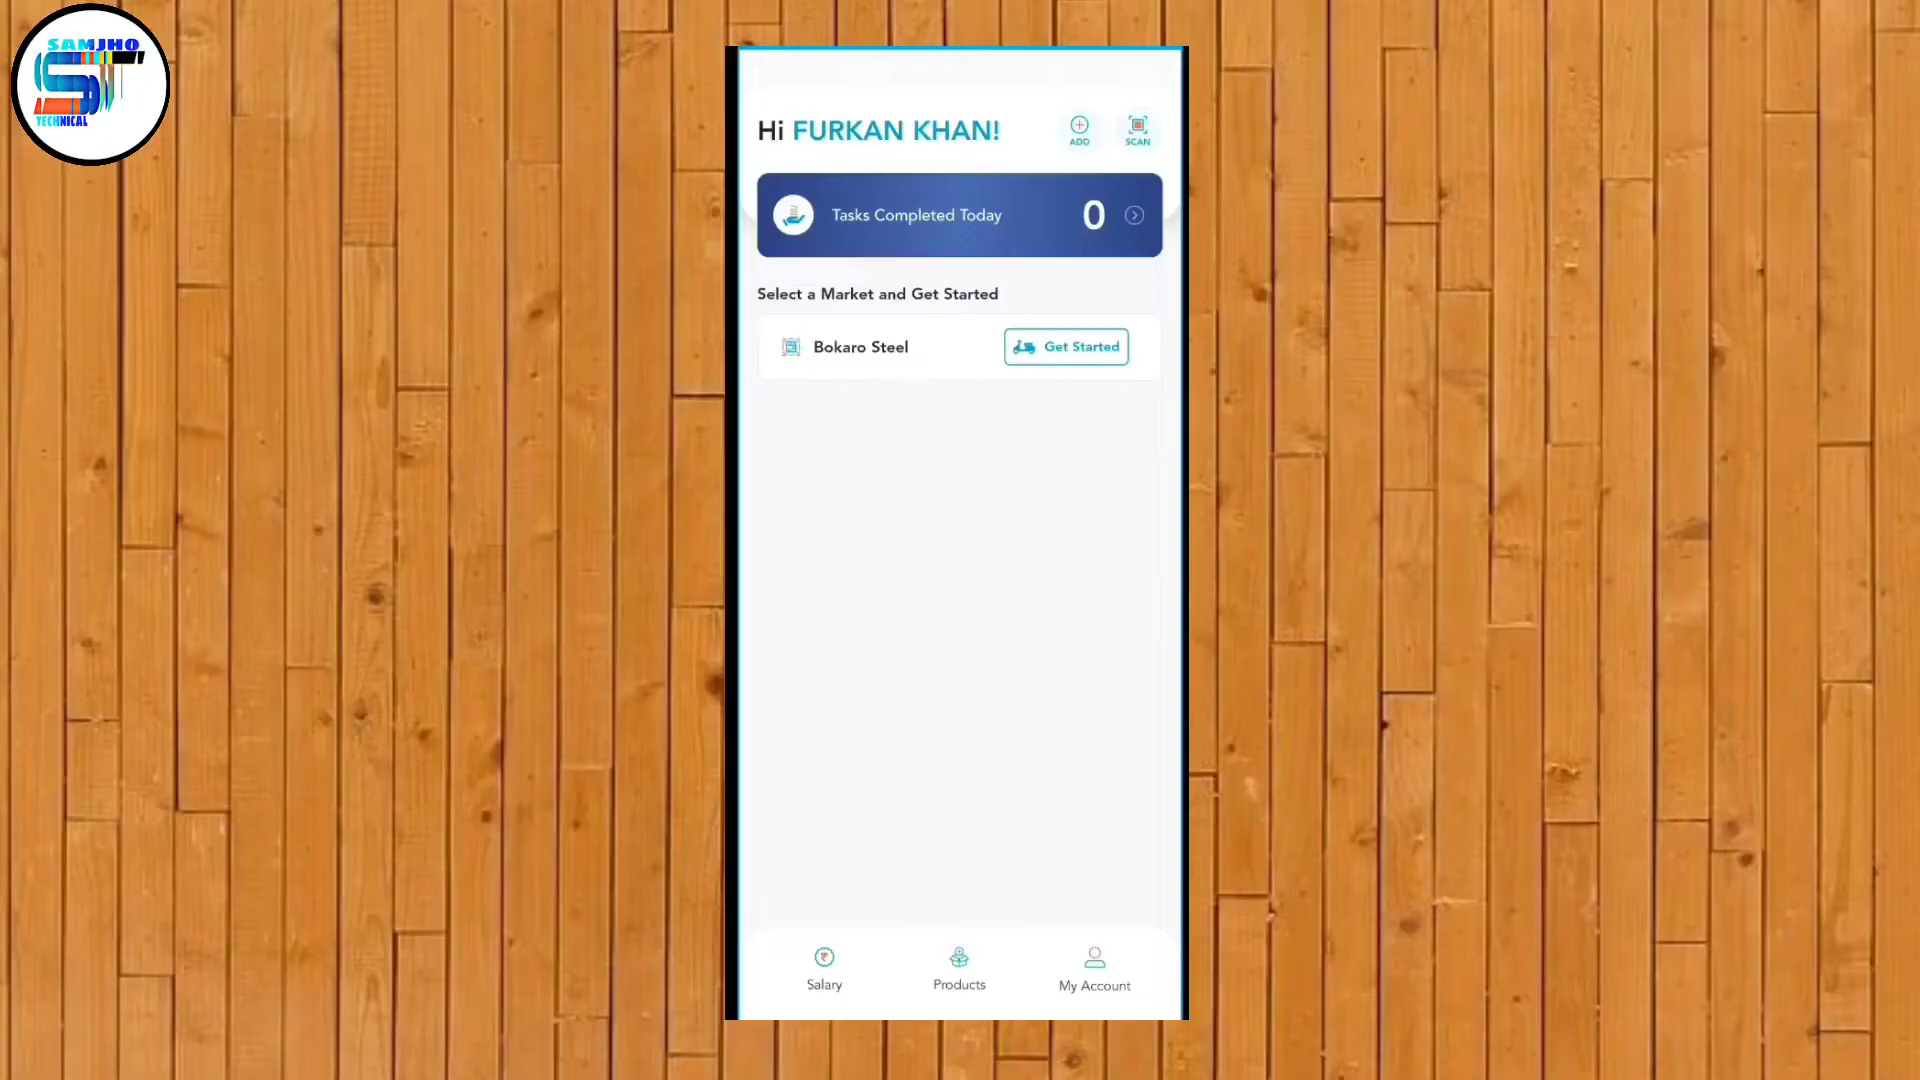 SAMJHO
ST
TECHNICAL
Hi FURKAN KHAN!
ADD
SCAN
Tasks Completed Today
0
Select a Market and Get Started
Bokaro Steel
Get Started
Salary
Products
My Account